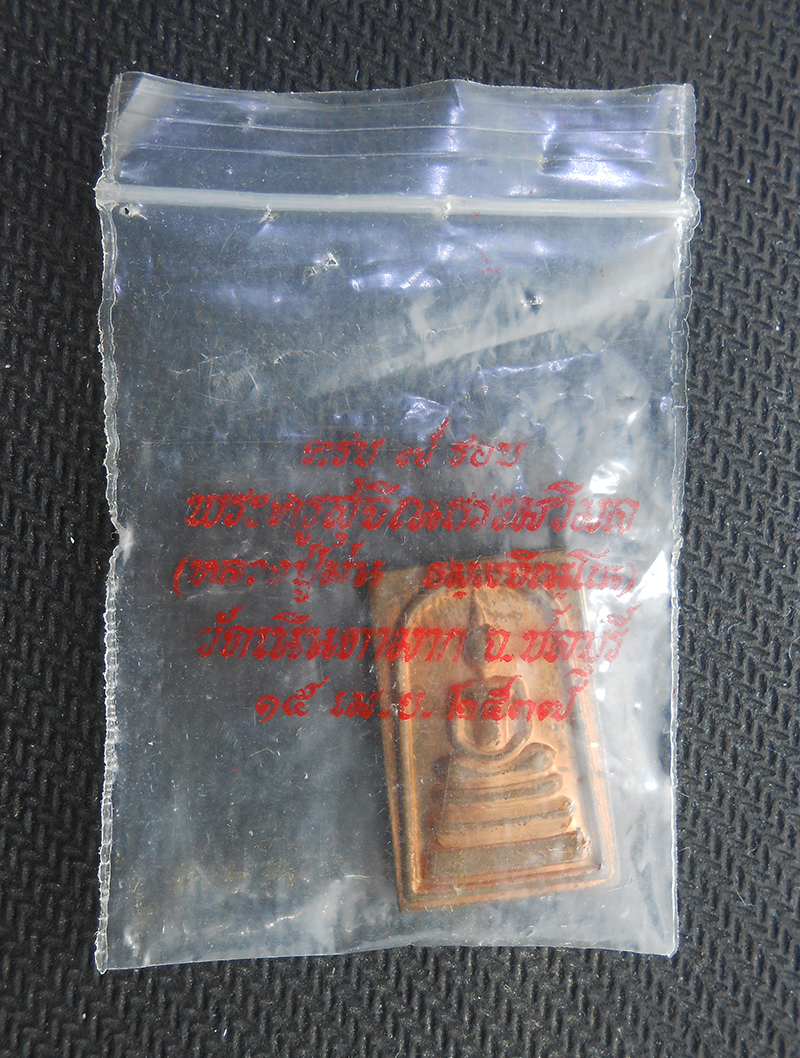 ครบ ๗ รอบ
พระครูสุจิณธรรมวิมล
(หลวงปู่ม่น ธมฺมจิณฺโณ)
วัดเนินตามาก จ.ชลบุรี
๑๕ เม.ย. ๒๕๓๗